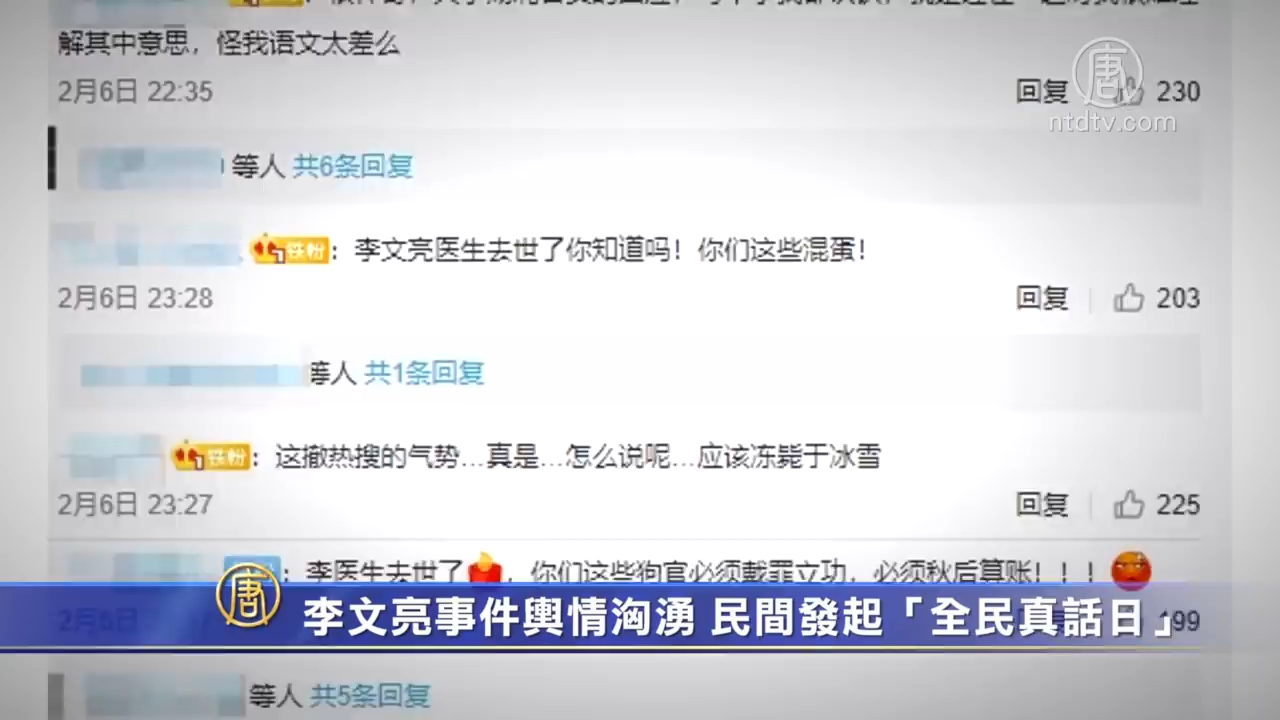 解其中意思，怪我语文太差么
2月6日 22:35 回复 230
唐
ntdtv.com
等人 共6条回复
铁粉：李文亮医生去世了你知道吗！你们这些混蛋！
2月6日 23:28 回复 203
等人 共1条回复
铁粉：这撤热搜的气势...真是...怎么说呢...应该冻毙于冰雪
2月6日 23:27 回复 225
：李医生去世了，你们这些狗官必须戴罪立功，必须秋后算账！！！
2月6日 199
唐
李文亮事件輿情洶湧 民間發起「全民真話日」
等人 共5条回复